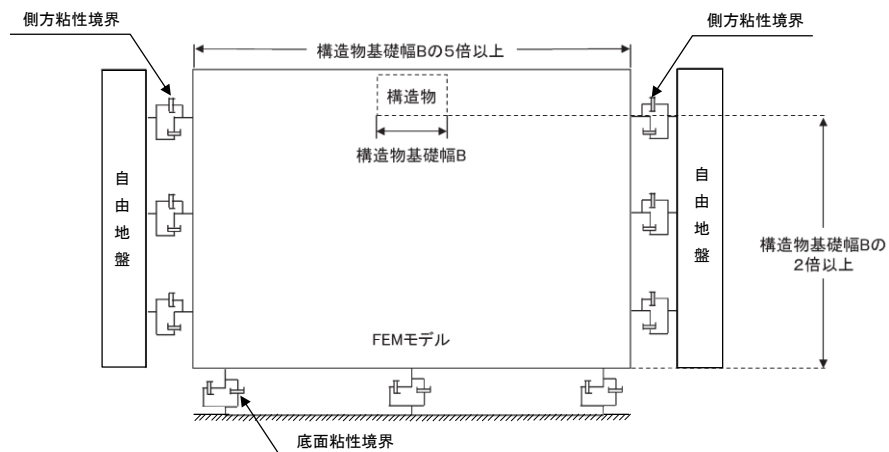 側方粘性境界
側方粘性境界
構造物基礎幅Bの5倍以上
構造物
構造物基礎幅B
自由地盤
自由地盤
構造物基礎幅Bの
2倍以上
FEMモデル
底面粘性境界